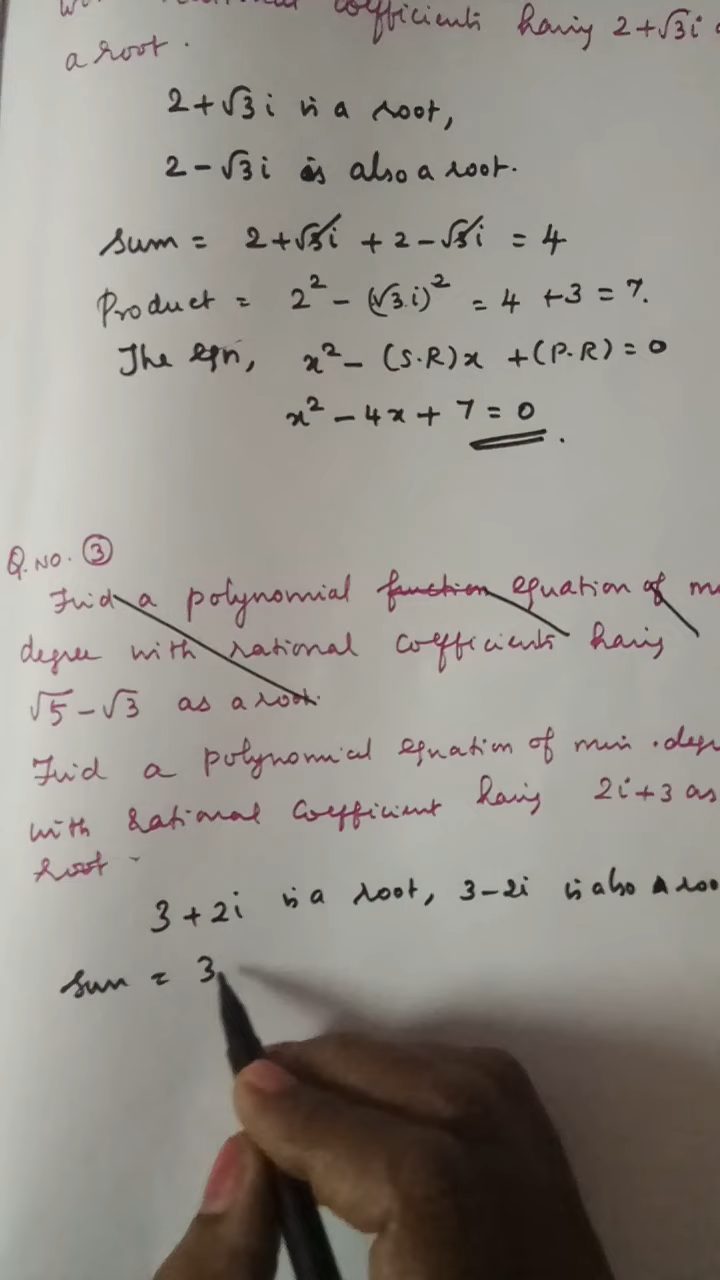 coefficients having 2+√3i
a root.
2+√3i is a root,
2-√3i is also a root.
Sum = 2+√3i + 2-√3i = 4
Product = 2² - (√3.i)² = 4 +3 = 7.
The eqn, x² - (S.R)x + (P.R) = 0
x² - 4x + 7 = 0.
Q.NO. ③
Find a polynomial function equation of
degree with rational coefficients having
√5-√3 as a root.
Find a polynomical equation of min.
with Rational Coefficient having 2i+3 as
Root.
3+2i is a root, 3-2i is also a
Sum = 3